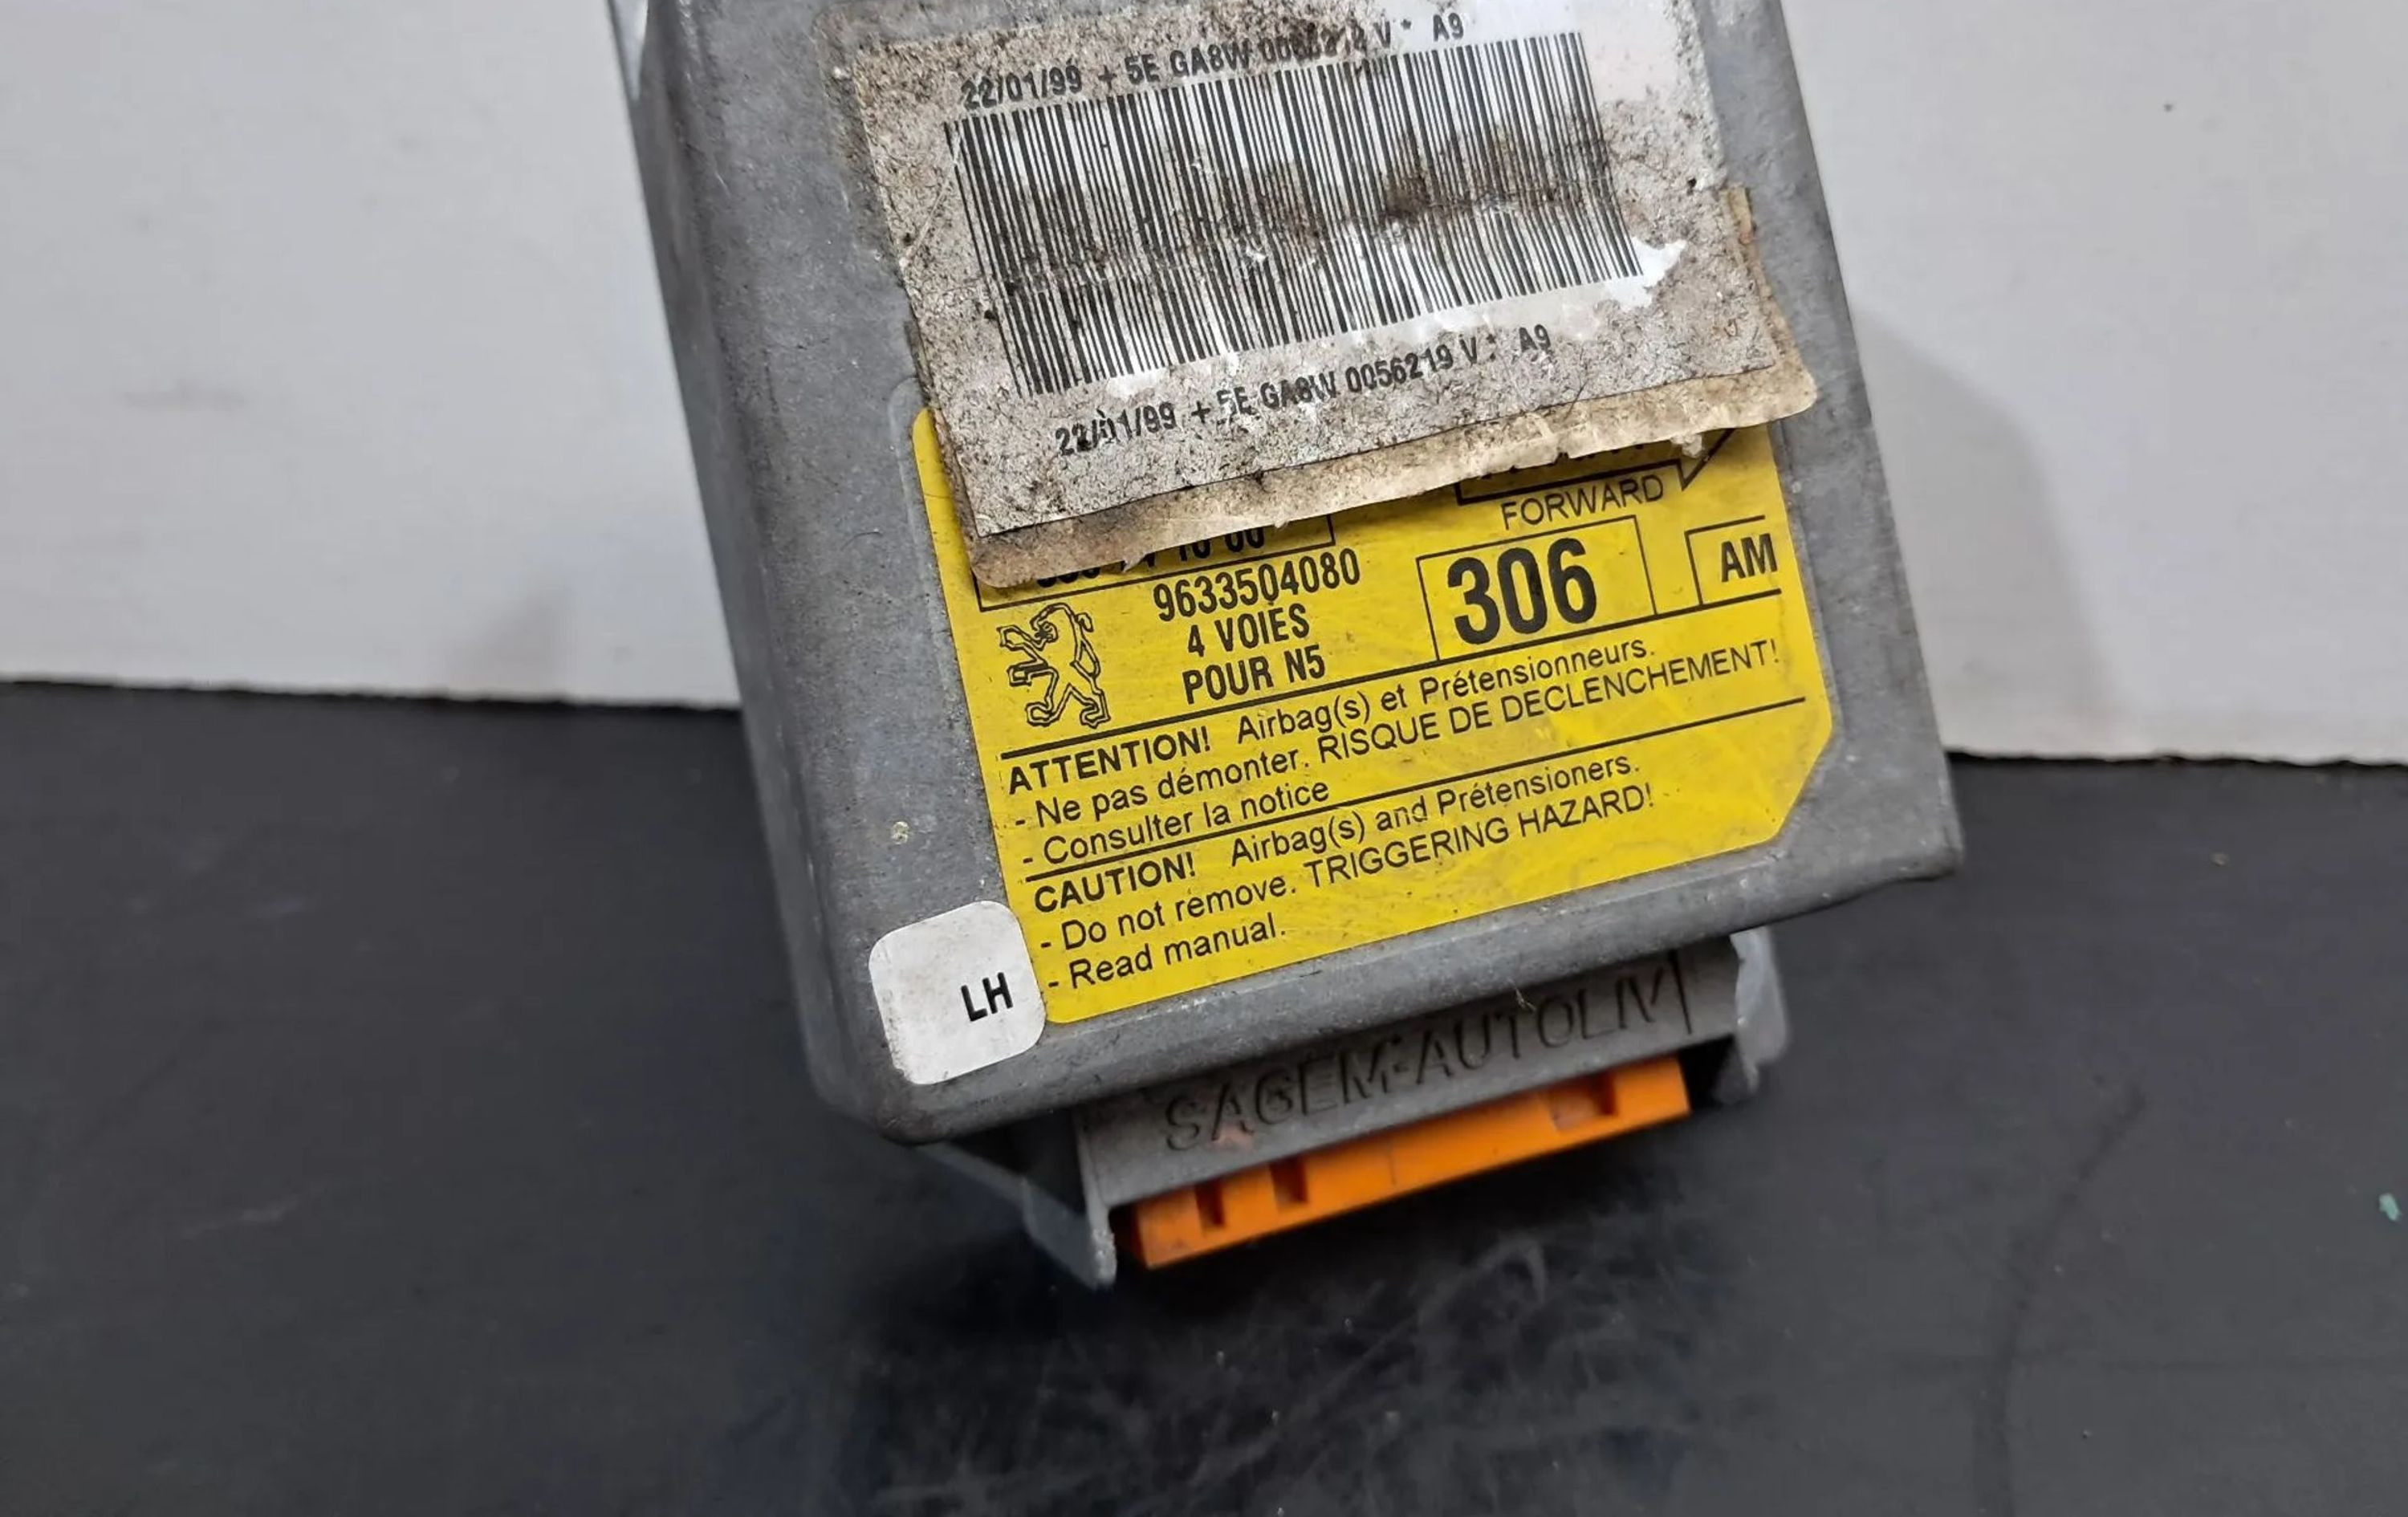 22/01/99 + 5E GA8W V * A9
22/01/99 + 5E GA8W 0056219 V * A9
FORWARD
9633504080
4 VOIES
POUR N5
306
AM
ATTENTION! Airbag(s) et Prétensionneurs.
- Ne pas démonter. RISQUE DE DECLENCHEMENT!
- Consulter la notice
CAUTION! Airbag(s) and Prétensioners.
- Do not remove. TRIGGERING HAZARD!
- Read manual.
LH
SAGEM-AUTOLIV